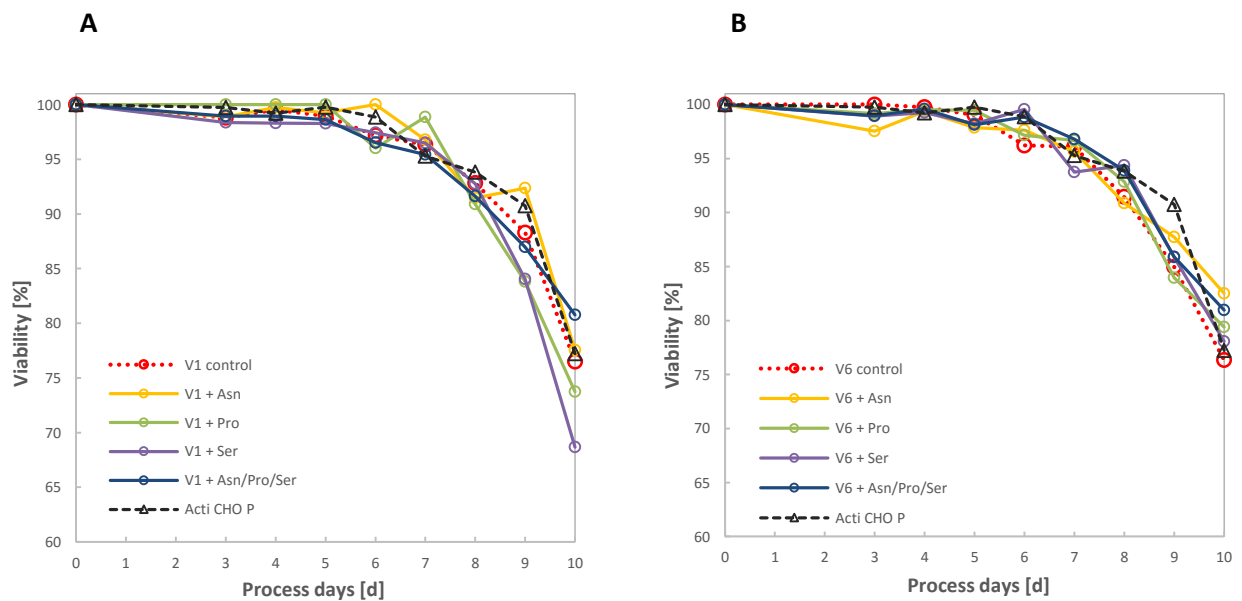 A
Viability [%]
100
95
90
85
80
75
70
65
60
V1 control
V1 + Asn
V1 + Pro
V1 + Ser
V1 + Asn/Pro/Ser
Acti CHO P
0 1 2 3 4 5 6 7 8 9 10
Process days [d]
B
Viability [%]
100
95
90
85
80
75
70
65
60
V6 control
V6 + Asn
V6 + Pro
V6 + Ser
V6 + Asn/Pro/Ser
Acti CHO P
0 1 2 3 4 5 6 7 8 9 10
Process days [d]